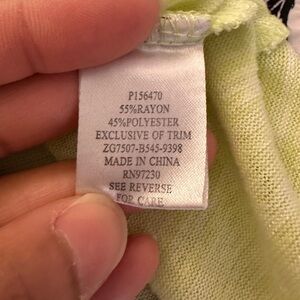 P156470
55%RAYON
45%POLYESTER
EXCLUSIVE OF TRIM
ZG7507-B545-9398
MADE IN CHINA
RN97230
SEE REVERSE
FOR CARE